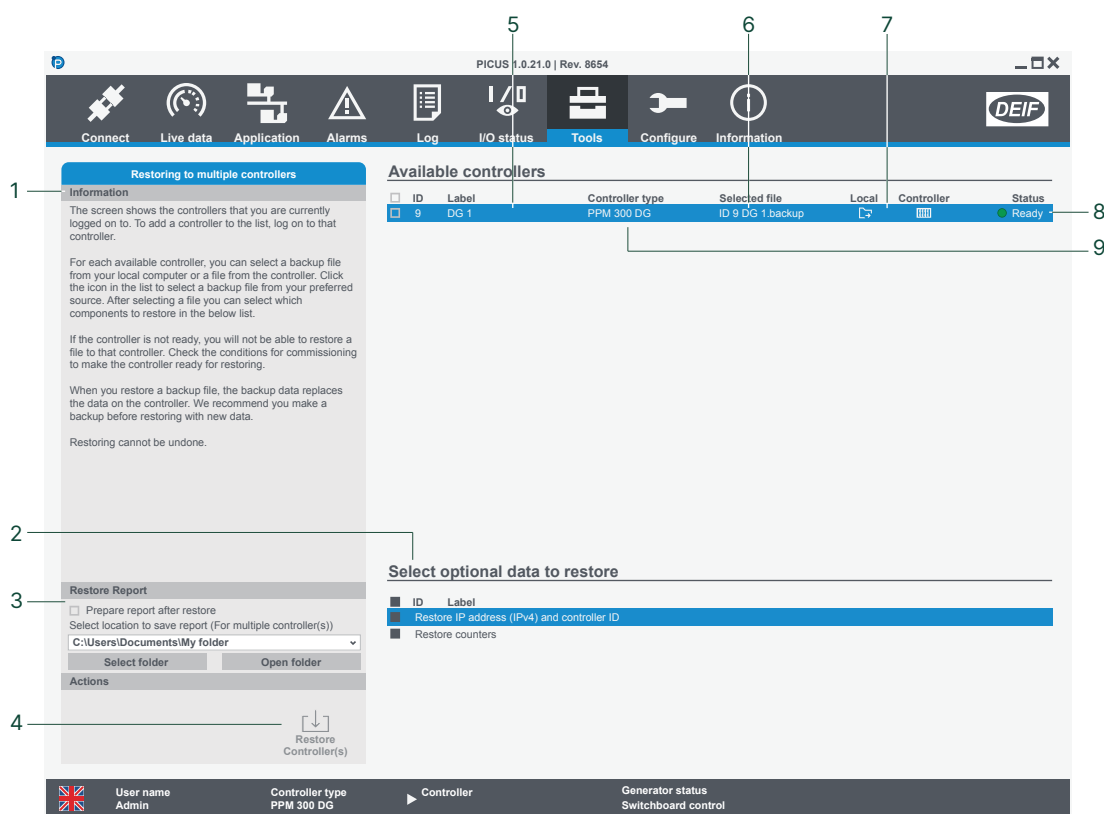 5 6 7
PICUS 1.0.21.0 | Rev. 8654
Connect Live data Application Alarms Log I/O status Tools Configure Information DEIF
1
Restoring to multiple controllers
Information
The screen shows the controllers that you are currently
logged on to. To add a controller to the list, log on to that
controller.
For each available controller, you can select a backup file
from your local computer or a file from the controller. Click
the icon in the list to select a backup file from your preferred
source. After selecting a file you can select which
components to restore in the below list.
If the controller is not ready, you will not be able to restore a
file to that controller. Check the conditions for commissioning
to make the controller ready for restoring.
When you restore a backup file, the backup data replaces
the data on the controller. We recommend you make a
backup before restoring with new data.
Restoring cannot be undone.
2
3
Restore Report
Prepare report after restore
Select location to save report (For multiple controller(s))
C:\Users\Documents\My folder
Select folder Open folder
Actions
4
Restore
Controller(s)
Available controllers
ID Label Controller type Selected file Local Controller Status
9 DG 1 PPM 300 DG ID 9 DG 1.backup Ready
8
9
Select optional data to restore
ID Label
Restore IP address (IPv4) and controller ID
Restore counters
User name Controller type Controller Generator status
Admin PPM 300 DG Switchboard control